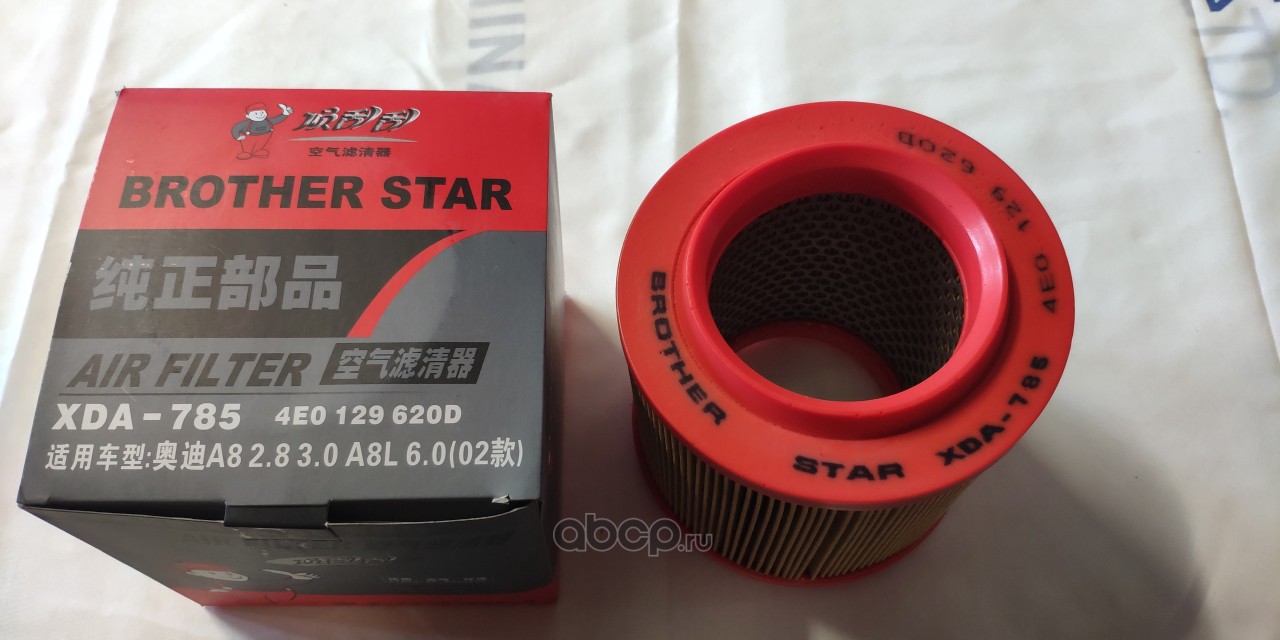 空气滤清器
BROTHER STAR
纯正部品
AIR FILTER 空气滤清器
XDA-785 4E0 129 620D
适用车型:奥迪A8 2.8 3.0 A8L 6.0(02款)
AIR
BROTHER STAR XDA-785 4E0 129 620D
abcp.ru